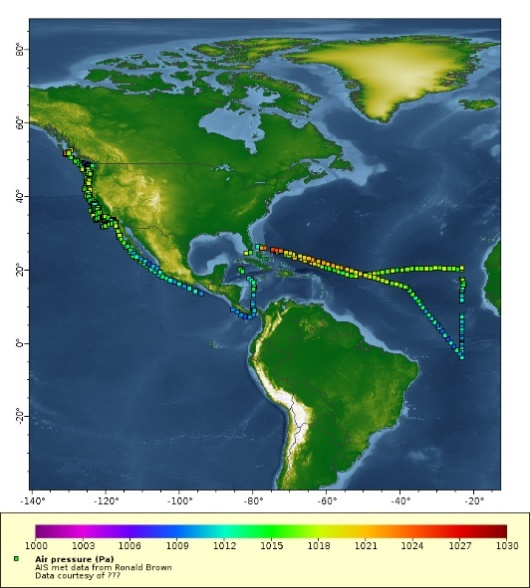 80°
60°
40°
20°
0°
-20°
-140° -120° -100° -80° -60° -40° -20°
1000 1003 1006 1009 1012 1015 1018 1021 1024 1027 1030
Air pressure (Pa)
AIS met data from Ronald Brown
Data courtesy of ???